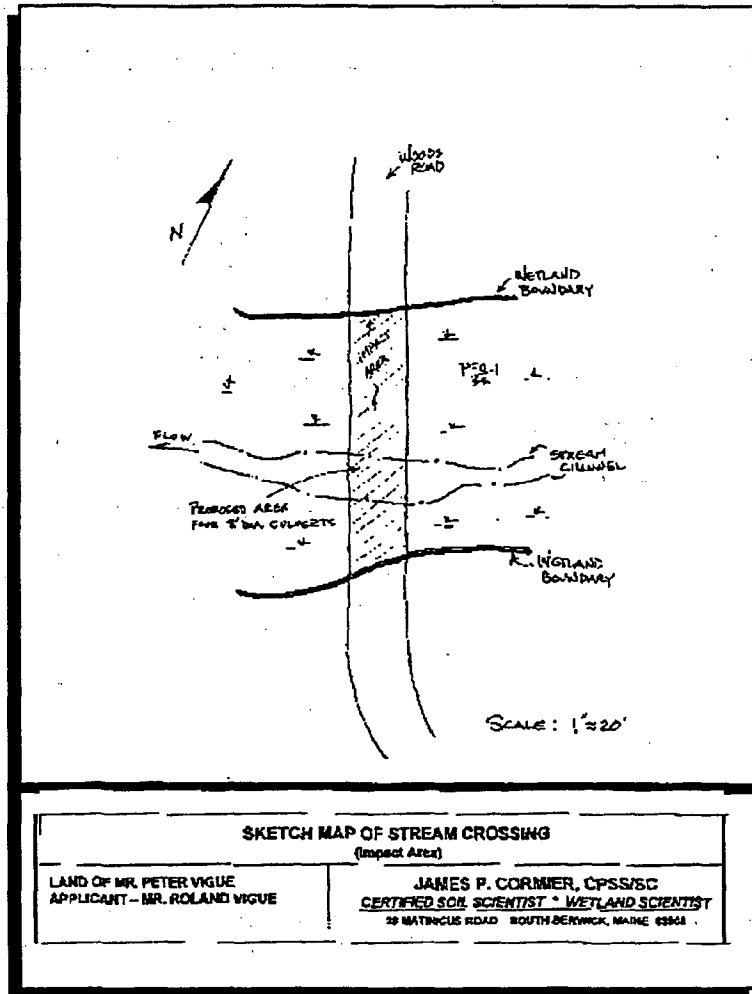 WOODS
ROAD
N
WETLAND
BOUNDARY
IMPACT
AREA
FLOW
STREAM
CHANNEL
PROPOSED AREA
DIA. CULVERTS
WETLAND
BOUNDARY
SCALE: 1"≈20'
SKETCH MAP OF STREAM CROSSING
(Impact Area)
LAND OF MR. PETER VIGUE
APPLICANT – MR. ROLAND VIGUE
JAMES P. CORMIER, CPSS/SC
CERTIFIED SOIL SCIENTIST * WETLAND SCIENTIST
MATINICUS ROAD SOUTH BERWICK, MAINE